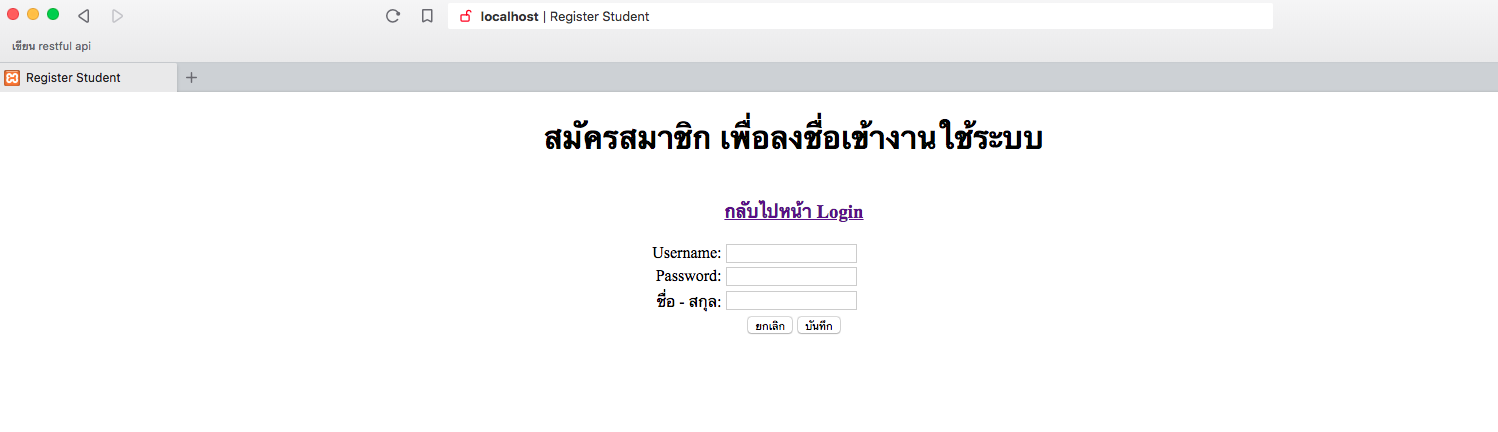 localhost | Register Student
เขียน restful api
Register Student
สมัครสมาชิก เพื่อลงชื่อเข้างานใช้ระบบ
กลับไปหน้า Login
Username:
Password:
ชื่อ - สกุล:
ยกเลิก บันทึก